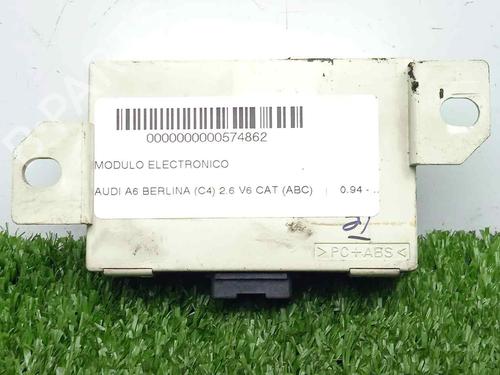 0000000000574862
MODULO ELECTRONICO
AUDI A6 BERLINA (C4) 2.6 V6 CAT (ABC) | 0.94 - ...
>PC+ABS<